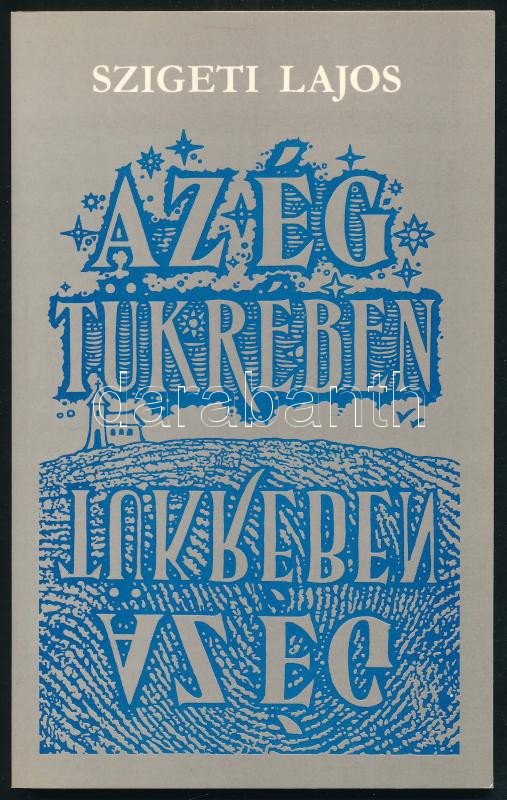 SZIGETI LAJOS
AZ ÉG
TÜKRÉBEN
darabanth
TÜKRÉBEN
AZ ÉG